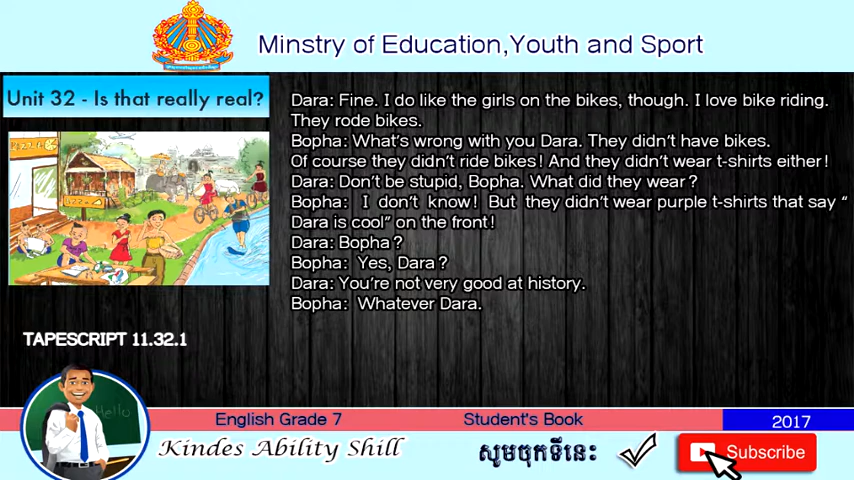 Minstry of Education,Youth and Sport
Unit 32 - Is that really real?
Dara: Fine. I do like the girls on the bikes, though. I love bike riding.
They rode bikes.
Bopha: What's wrong with you Dara. They didn't have bikes.
Of course they didn't ride bikes! And they didn't wear t-shirts either!
Dara: Don't be stupid, Bopha. What did they wear?
Bopha: I don't know! But they didn't wear purple t-shirts that say “
Dara is cool” on the front!
Dara: Bopha?
Bopha: Yes, Dara?
Dara: You're not very good at history.
Bopha: Whatever Dara.
TAPESCRIPT 11.32.1
Hello
English Grade 7
Student's Book
2017
Kindes Ability Shill
សូមចុកទីនេះ
Subscribe